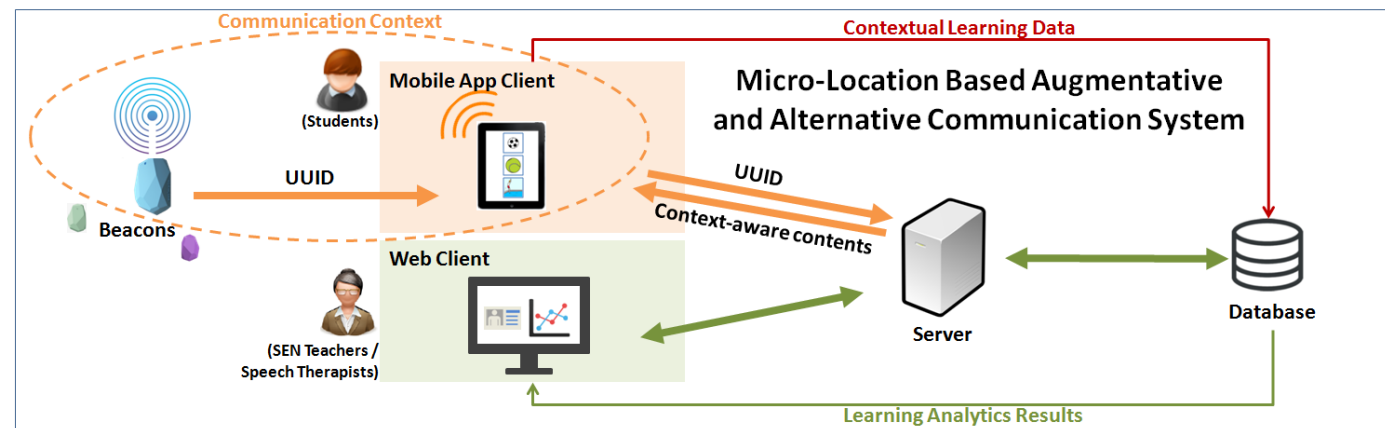 Communication Context
Contextual Learning Data
Mobile App Client
Micro-Location Based Augmentative
and Alternative Communication System
(Students)
UUID
UUID
Context-aware contents
Beacons
Web Client
Server
Database
(SEN Teachers /
Speech Therapists)
Learning Analytics Results